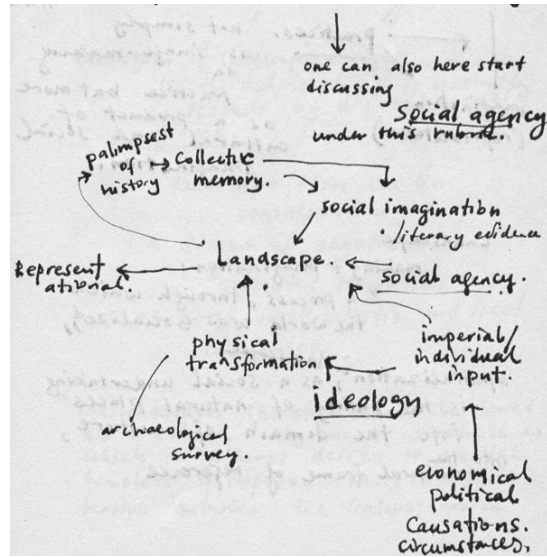 one can also here start
discussing
Social agency
under this rubric.
palimpsest
of
history
Collective
memory.
social imagination
literary evidence
Landscape.
Represent
ational.
social agency.
physical
transformation
imperial/
individual
input.
ideology
archaeological
survey.
economical
political
Causations.
circumstances.